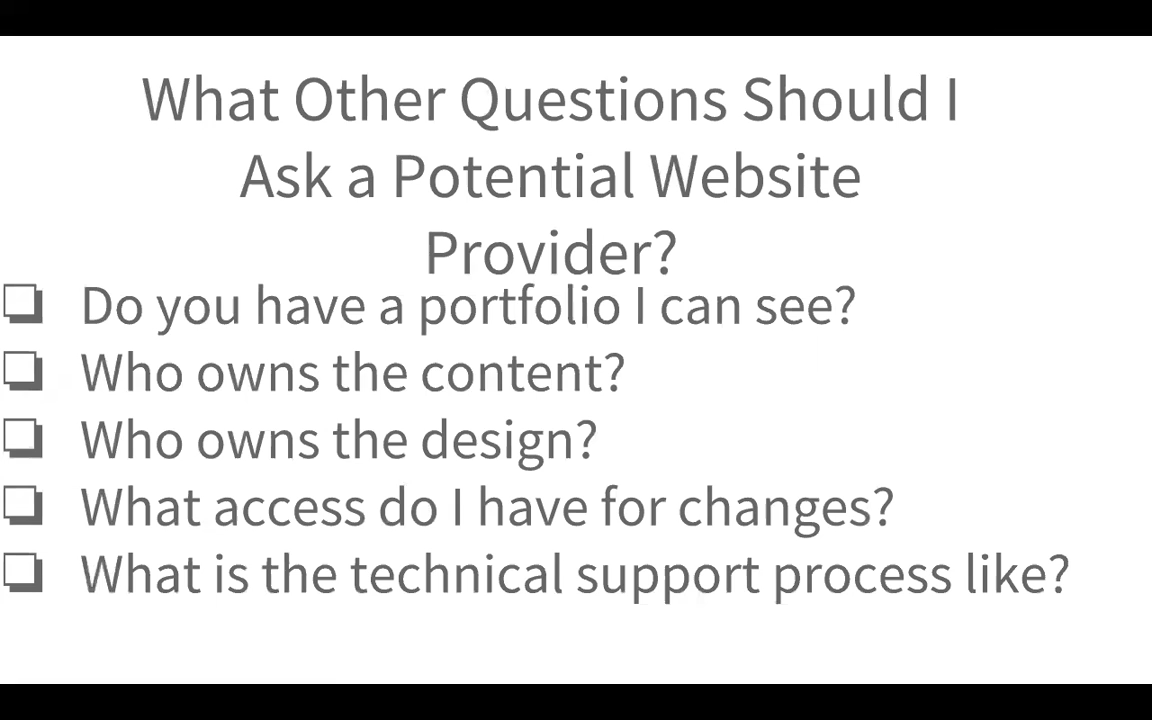 What Other Questions Should I
Ask a Potential Website
Provider?
❏ Do you have a portfolio I can see?
❏ Who owns the content?
❏ Who owns the design?
❏ What access do I have for changes?
❏ What is the technical support process like?